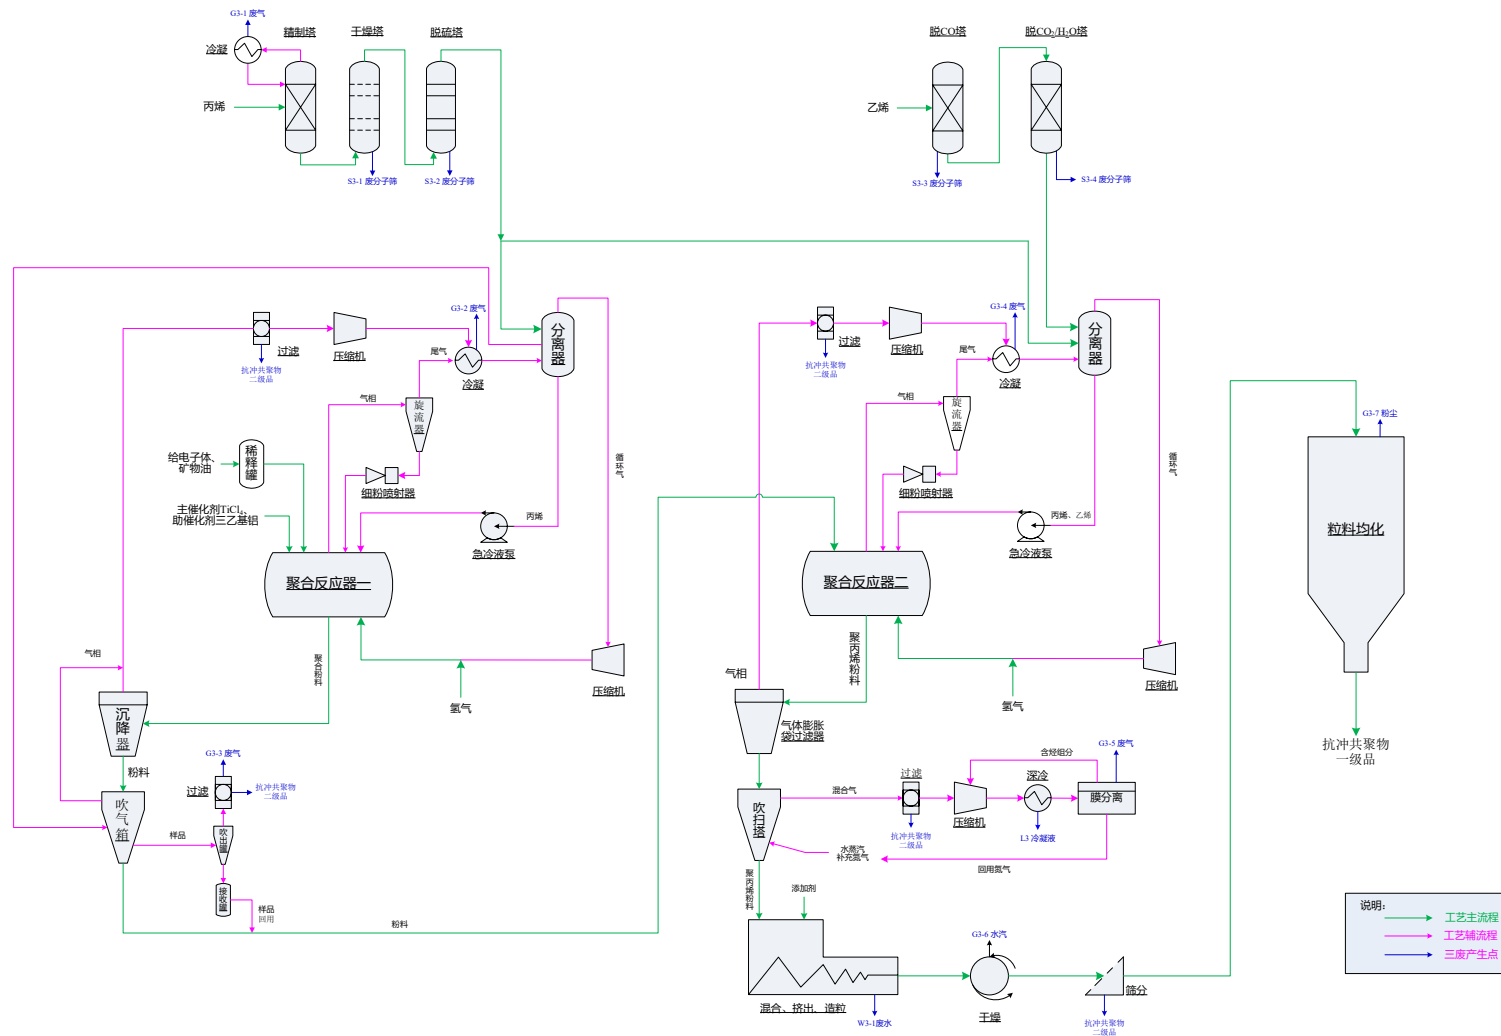 G3-1 废气
精制塔
干燥塔
脱硫塔
冷凝
丙烯
S3-1 废分子筛
S3-2 废分子筛
脱CO塔
脱CO₂/H₂O塔
乙烯
S3-3 废分子筛
S3-4 废分子筛
过滤
抗冲共聚物
二级品
压缩机
G3-2 废气
尾气
冷凝
分离器
气相
旋流器
细粉喷射器
循环气
给电子体、
矿物油
稀释罐
主催化剂TiCl₄、
助催化剂三乙基铝
丙烯
急冷液泵
聚合反应器一
聚合粉料
氢气
压缩机
气相
沉降器
粉料
吹气箱
G3-3 废气
过滤
抗冲共聚物
二级品
样品
吹出罐
接收罐
样品
回用
粉料
过滤
抗冲共聚物
二级品
压缩机
G3-4 废气
尾气
冷凝
分离器
气相
旋流器
细粉喷射器
循环气
丙烯、乙烯
急冷液泵
聚合反应器二
聚丙烯粉料
氢气
压缩机
气相
气体膨胀
袋过滤器
吹扫塔
混合气
过滤
抗冲共聚物
二级品
压缩机
含烃组分
深冷
L3 冷凝液
G3-5 废气
膜分离
水蒸汽
补充氮气
回用氮气
聚丙烯粉料
添加剂
混合、挤出、造粒
W3-1废水
G3-6 水汽
干燥
筛分
抗冲共聚物
二级品
G3-7 粉尘
粒料均化
抗冲共聚物
一级品
说明：
工艺主流程
工艺辅流程
三废产生点